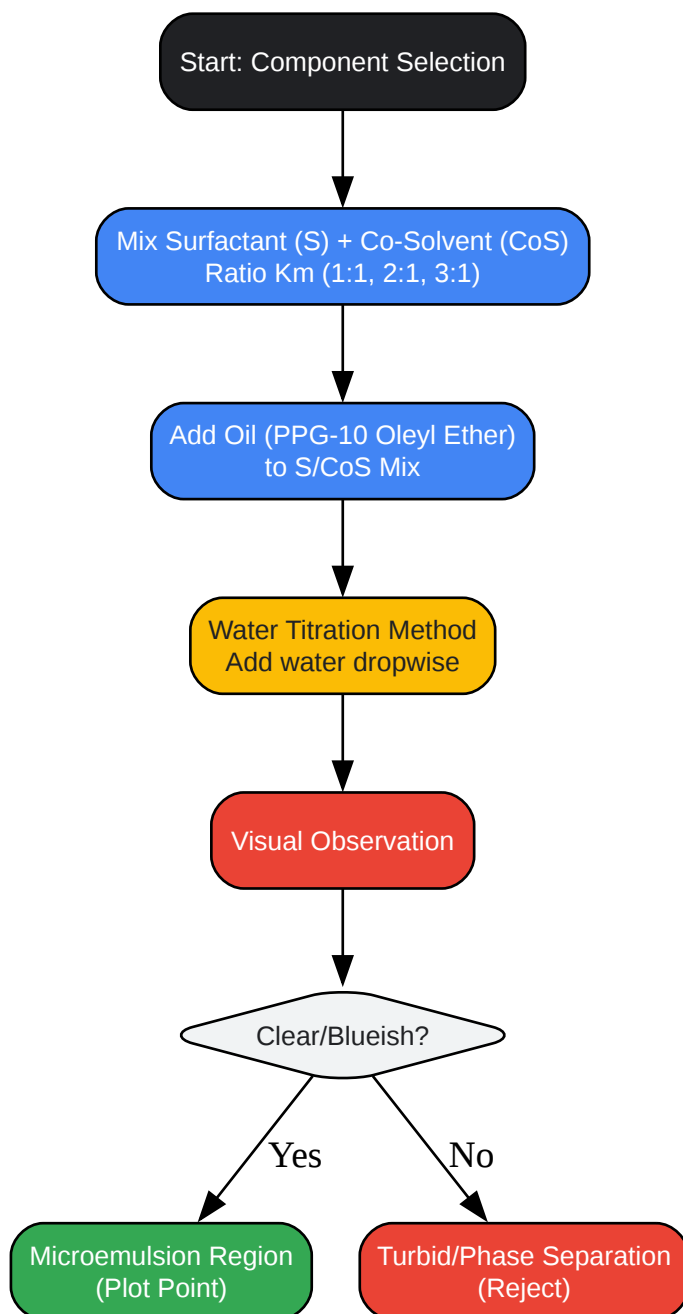 Start: Component Selection
Mix Surfactant (S) + Co-Solvent (CoS)
Ratio Km (1:1, 2:1, 3:1)
Add Oil (PPG-10 Oleyl Ether)
to S/CoS Mix
Water Titration Method
Add water dropwise
Visual Observation
Clear/Blueish?
Yes
No
Microemulsion Region
(Plot Point)
Turbid/Phase Separation
(Reject)